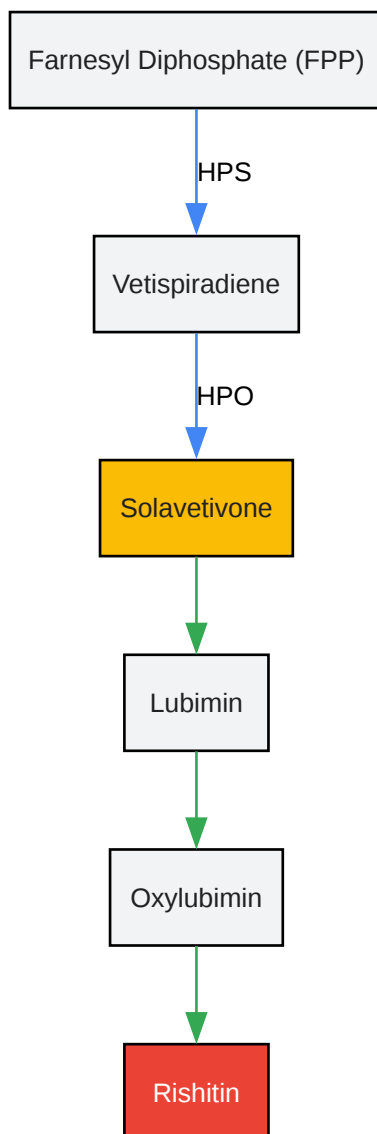 Farnesyl Diphosphate (FPP)
HPS
Vetispiradiene
HPO
Solavetivone
Lubimin
Oxylubimin
Rishitin